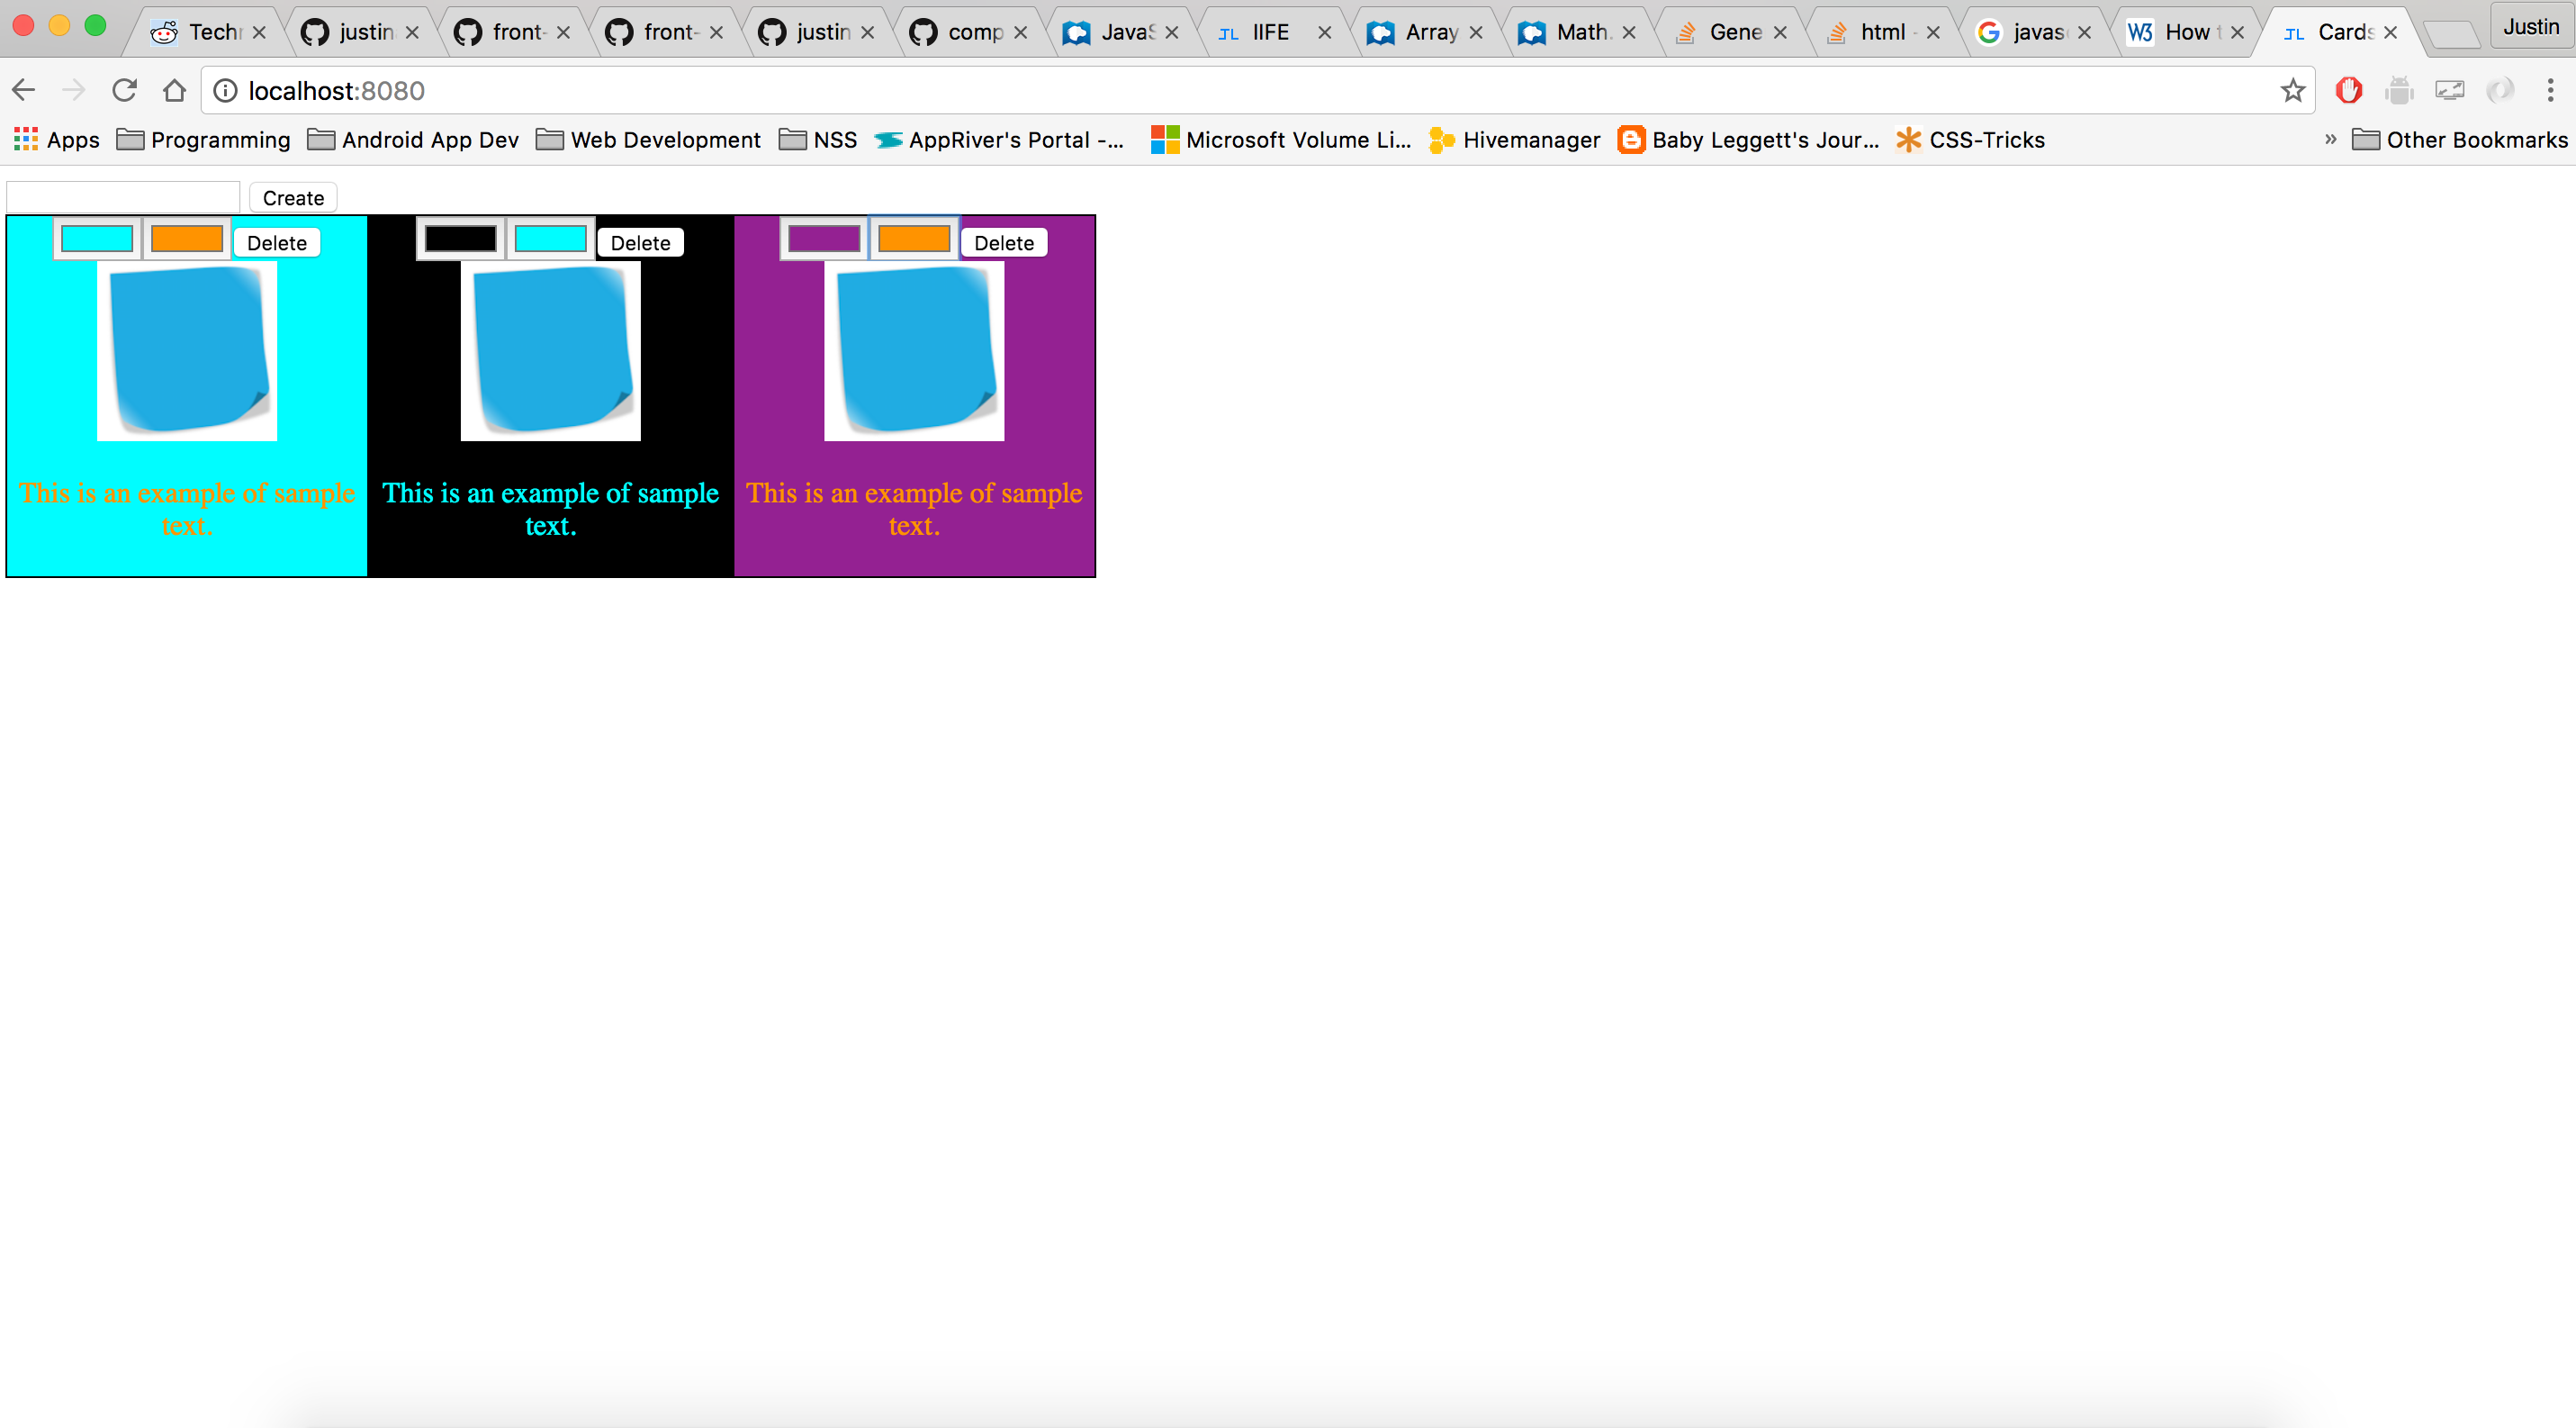 Techr justin front- front- justin comp JavaS JL IIFE Array Math. Gene html - javas W3 How t JL Cards Justin
localhost:8080
Apps Programming Android App Dev Web Development NSS AppRiver's Portal -... Microsoft Volume Li... Hivemanager Baby Leggett's Jour... CSS-Tricks » Other Bookmarks
Create
Delete Delete Delete
This is an example of sample
text.
This is an example of sample
text.
This is an example of sample
text.